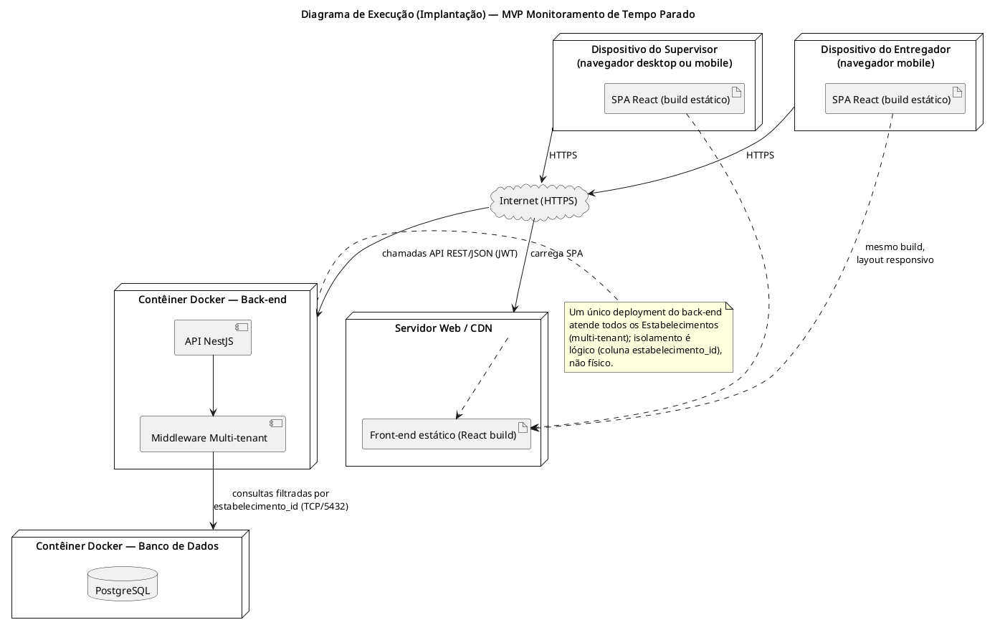 Diagrama de Execução (Implantação) — MVP Monitoramento de Tempo Parado
Dispositivo do Supervisor
(navegador desktop ou mobile)
SPA React (build estático)
Dispositivo do Entregador
(navegador mobile)
SPA React (build estático)
HTTPS
HTTPS
Internet (HTTPS)
chamadas API REST/JSON (JWT)
carrega SPA
mesmo build,
layout responsivo
Contêiner Docker — Back-end
API NestJS
Middleware Multi-tenant
Servidor Web / CDN
Front-end estático (React build)
Um único deployment do back-end
atende todos os Estabelecimentos
(multi-tenant); isolamento é
lógico (coluna estabelecimento_id),
não físico.
consultas filtradas por
estabelecimento_id (TCP/5432)
Contêiner Docker — Banco de Dados
PostgreSQL